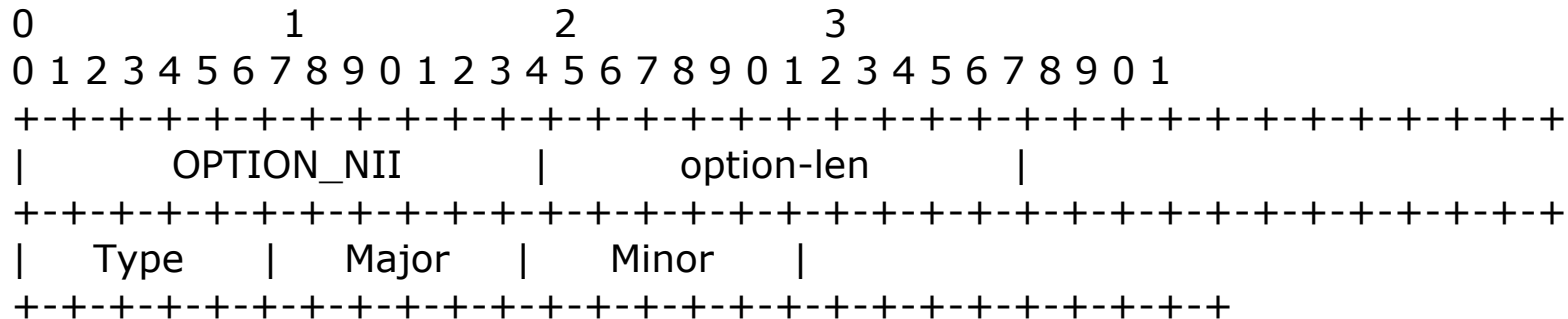 0 1 2 3
0 1 2 3 4 5 6 7 8 9 0 1 2 3 4 5 6 7 8 9 0 1 2 3 4 5 6 7 8 9 0 1
+-+-+-+-+-+-+-+-+-+-+-+-+-+-+-+-+-+-+-+-+-+-+-+-+-+-+-+-+-+-+-+-+
| OPTION_NII | option-len |
+-+-+-+-+-+-+-+-+-+-+-+-+-+-+-+-+-+-+-+-+-+-+-+-+-+-+-+-+-+-+-+-+
| Type | Major | Minor |
+-+-+-+-+-+-+-+-+-+-+-+-+-+-+-+-+-+-+-+-+-+-+-+-+-+